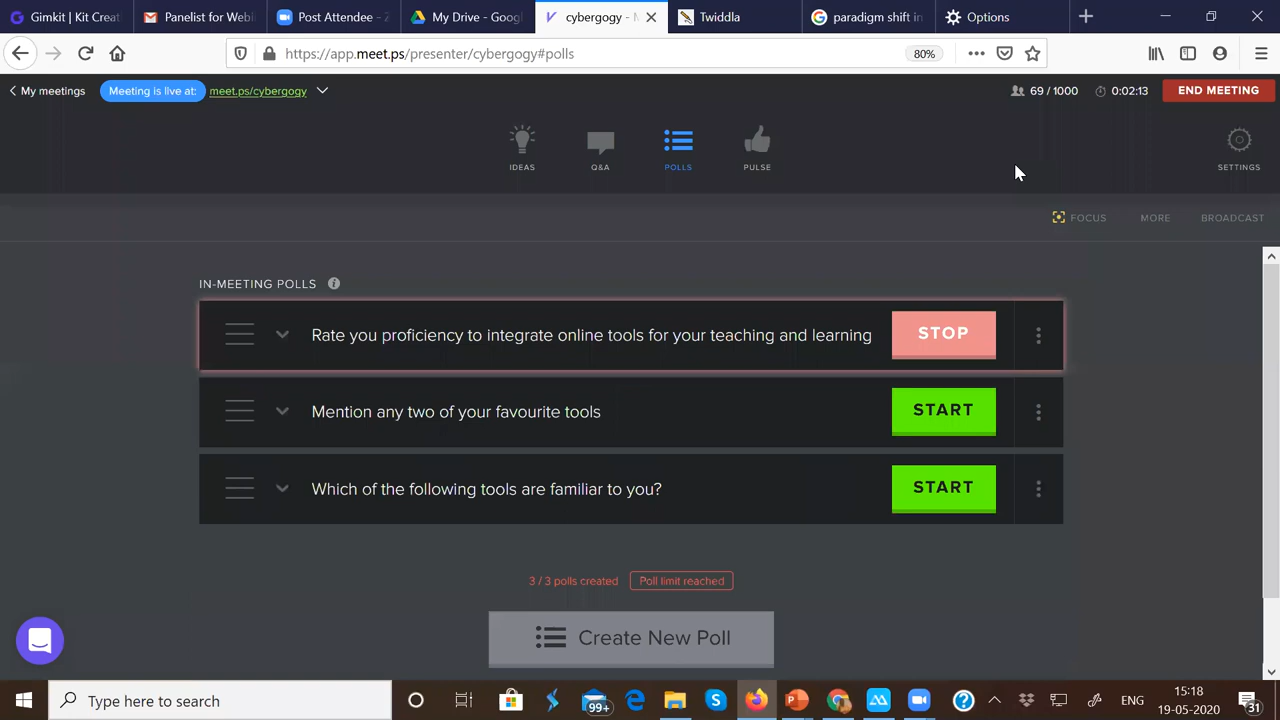 Gimkit | Kit Creat
Panelist for Webi
Post Attendee - Z
My Drive - Googl
cybergogy - M
Twiddla
paradigm shift in
Options
https://app.meet.ps/presenter/cybergogy#polls
80%
My meetings
Meeting is live at:
meet.ps/cybergogy
69 / 1000
0:02:13
END MEETING
IDEAS
Q&A
POLLS
PULSE
SETTINGS
FOCUS
MORE
BROADCAST
IN-MEETING POLLS
Rate you proficiency to integrate online tools for your teaching and learning
STOP
Mention any two of your favourite tools
START
Which of the following tools are familiar to you?
START
3 / 3 polls created
Poll limit reached
Create New Poll
Type here to search
99+
ENG
15:18
19-05-2020
31